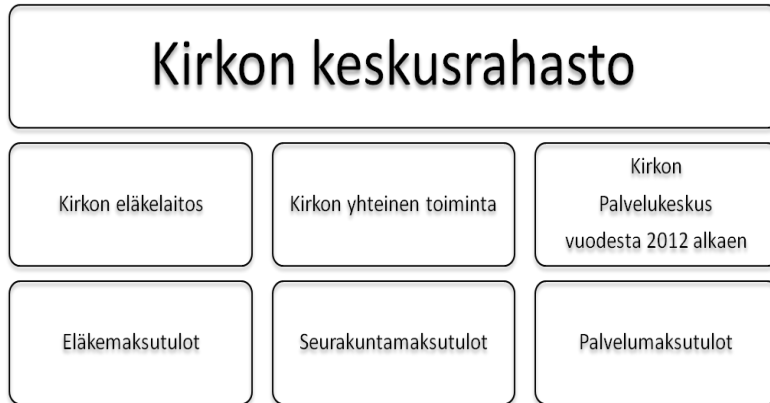 Kirkon keskusrahasto
Kirkon eläkelaitos
Kirkon yhteinen toiminta
Kirkon
Palvelukeskus
vuodesta 2012 alkaen
Eläkemaksutulot
Seurakuntamaksutulot
Palvelumaksutulot